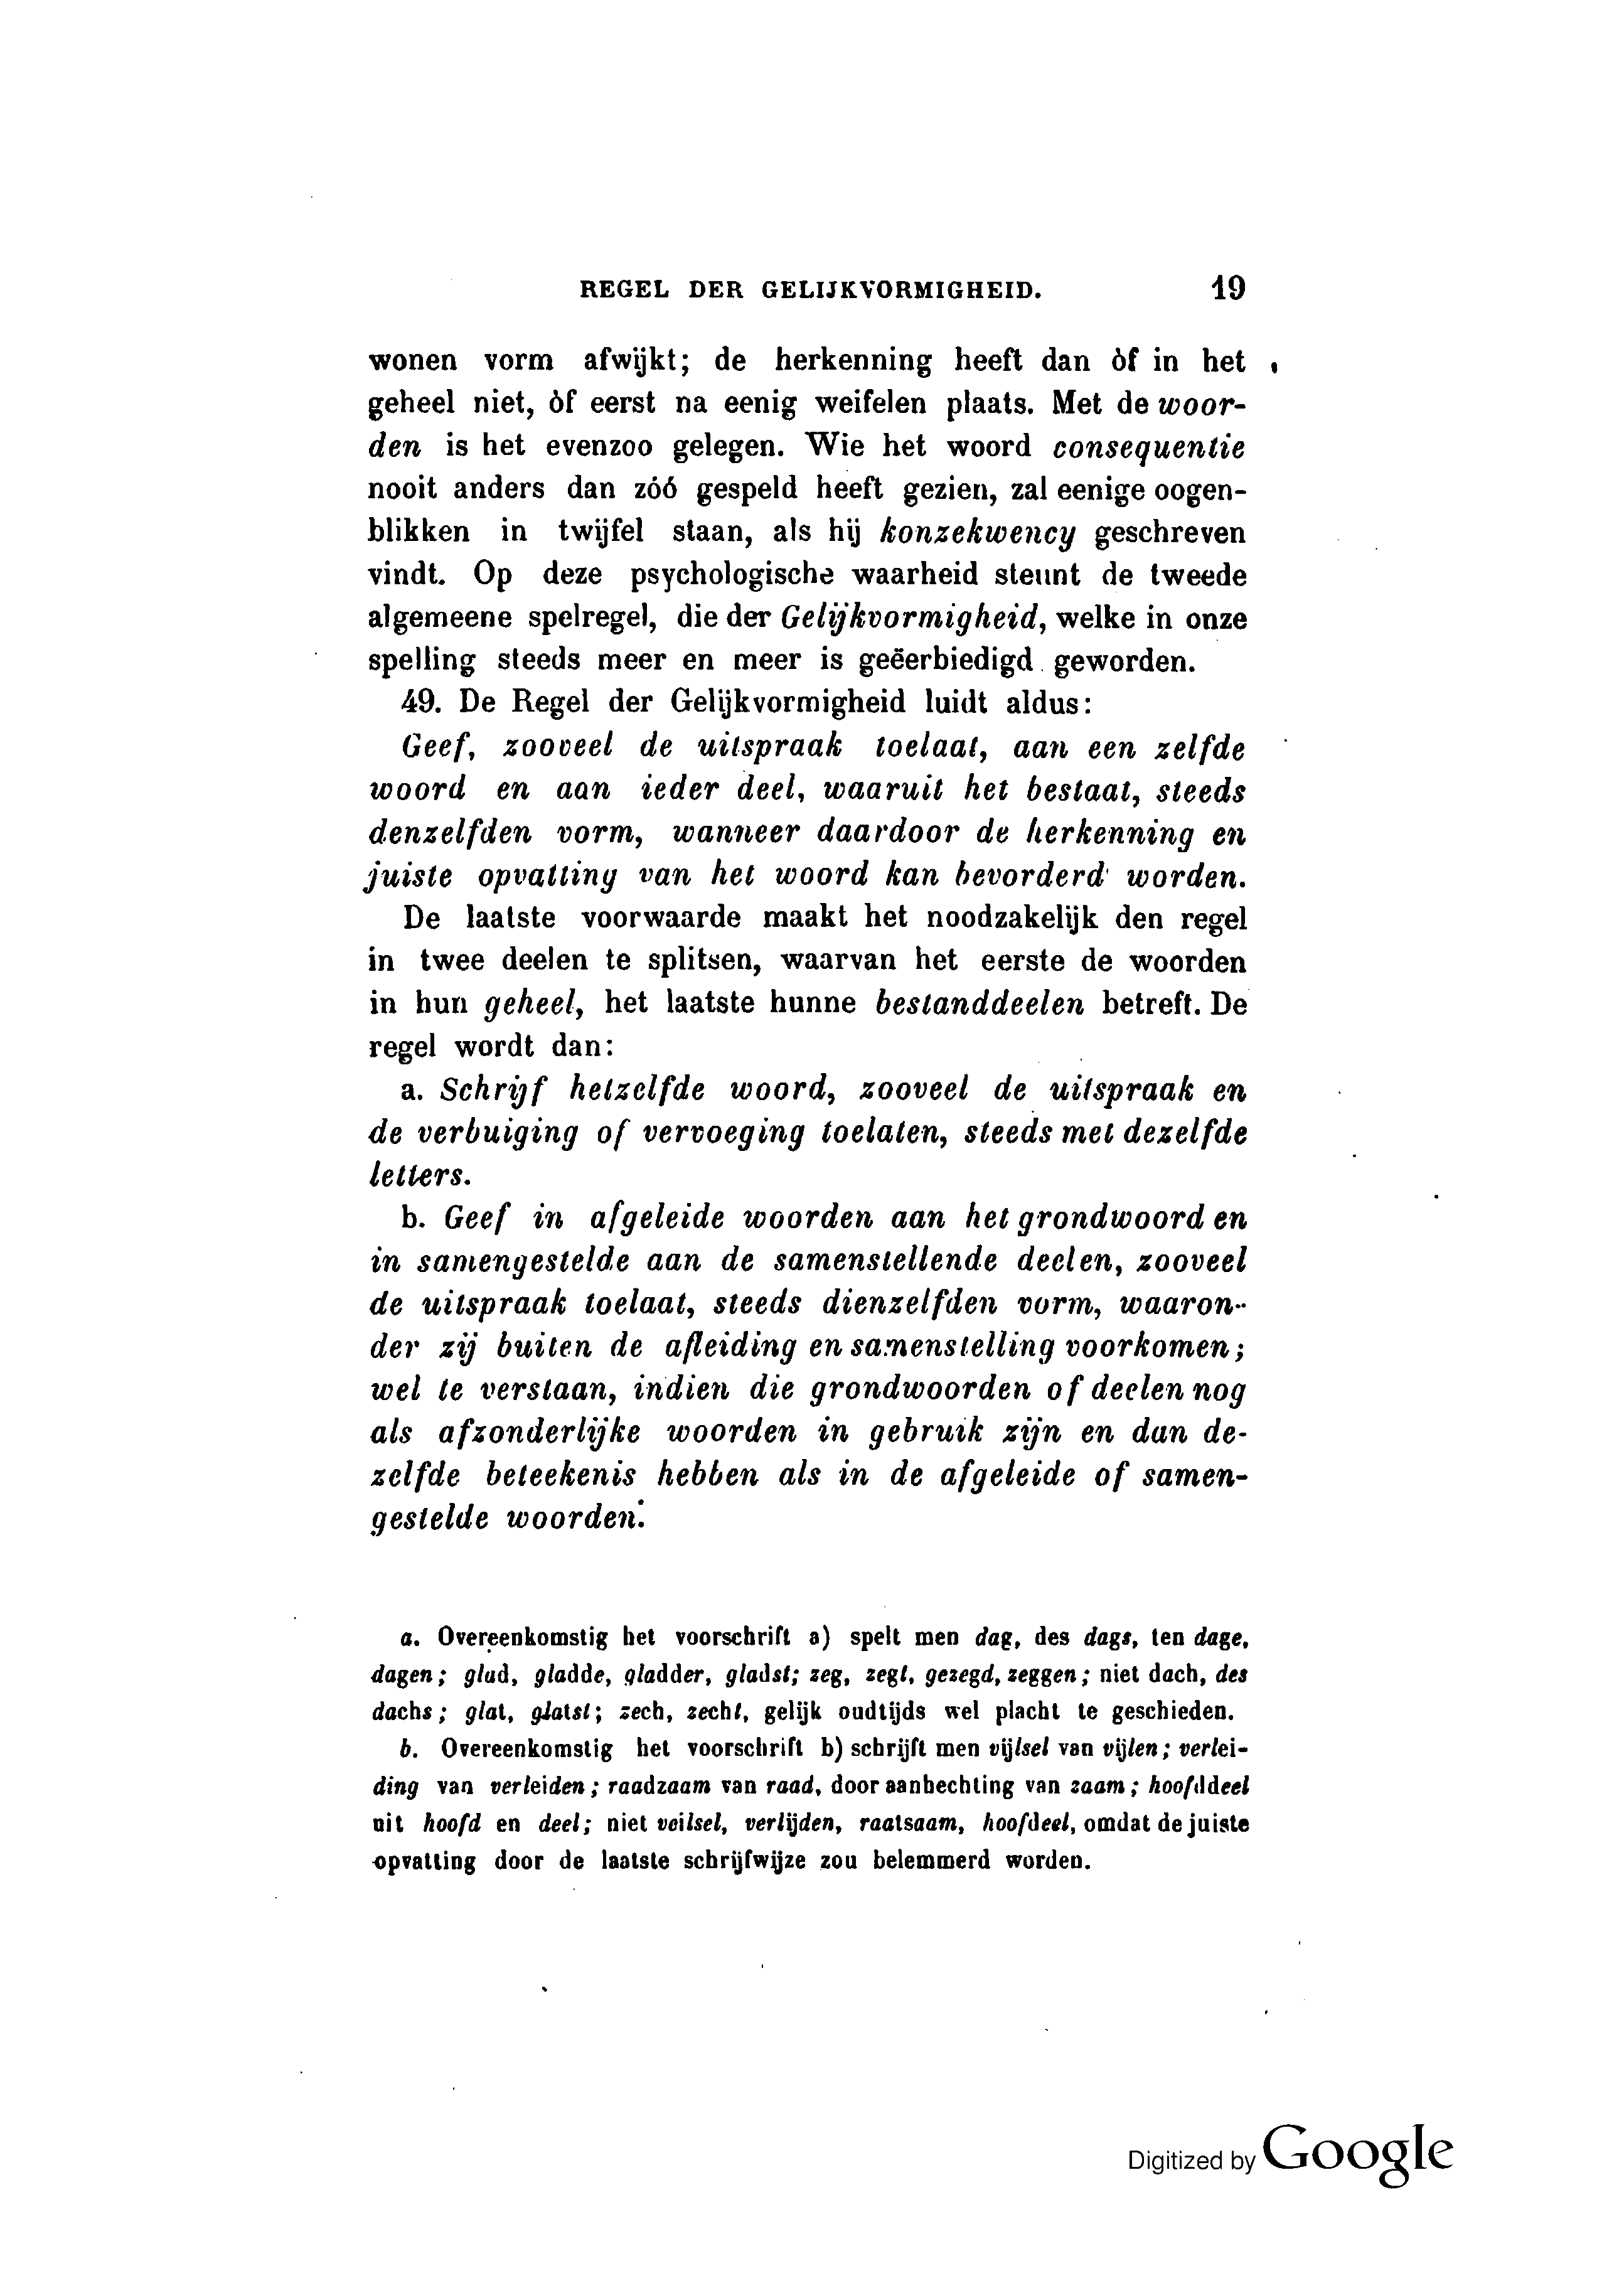 REGEL DER GELIJKVORMIGHEID. 19
wonen vorm afwijkt; de herkenning heeft dan òf in het
geheel niet, òf eerst na eenig weifelen plaats. Met de woor-
den is het evenzoo gelegen. Wie het woord consequentie
nooit anders dan zóó gespeld heeft gezien, zal eenige oogen-
blikken in twijfel staan, als hij konzekwency geschreven
vindt. Op deze psychologische waarheid steunt de tweede
algemeene spelregel, die der Gelijkvormigheid, welke in onze
spelling steeds meer en meer is geëerbiedigd geworden.
49. De Regel der Gelijkvormigheid luidt aldus:
Geef, zooveel de uitspraak toelaat, aan een zelfde
woord en aan ieder deel, waaruit het bestaat, steeds
denzelfden vorm, wanneer daardoor de herkenning en
juiste opvatting van het woord kan bevorderd worden.
De laatste voorwaarde maakt het noodzakelijk den regel
in twee deelen te splitsen, waarvan het eerste de woorden
in hun geheel, het laatste hunne bestanddeelen betreft. De
regel wordt dan:
a. Schrijf hetzelfde woord, zooveel de uitspraak en
de verbuiging of vervoeging toelaten, steeds met dezelfde
letters.
b. Geef in afgeleide woorden aan het grondwoord en
in samengestelde aan de samenstellende deelen, zooveel
de uitspraak toelaat, steeds dienzelfden vorm, waaron-
der zij buiten de afleiding en samenstelling voorkomen;
wel te verstaan, indien die grondwoorden of deelen nog
als afzonderlijke woorden in gebruik zijn en dan de-
zelfde beteekenis hebben als in de afgeleide of samen-
gestelde woorden.
a. Overeenkomstig het voorschrift a) spelt men dag, des dags, ten dage,
dagen; glad, gladde, gladder, gladst; zeg, zegt, gezegd, zeggen; niet dach, des
dachs; glat, glatst; zech, zecht, gelijk oudtijds wel placht te geschieden.
b. Overeenkomstig het voorschrift b) schrijft men vijlsel van vijlen; verlei-
ding van verleiden; raadzaam van raad, door aanhechting van zaam; hoofddeel
uit hoofd en deel; niet veilsel, verlijden, raatsaam, hoofdeel, omdat de juiste
opvatting door de laatste schrijfwijze zou belemmerd worden.
Digitized by Google